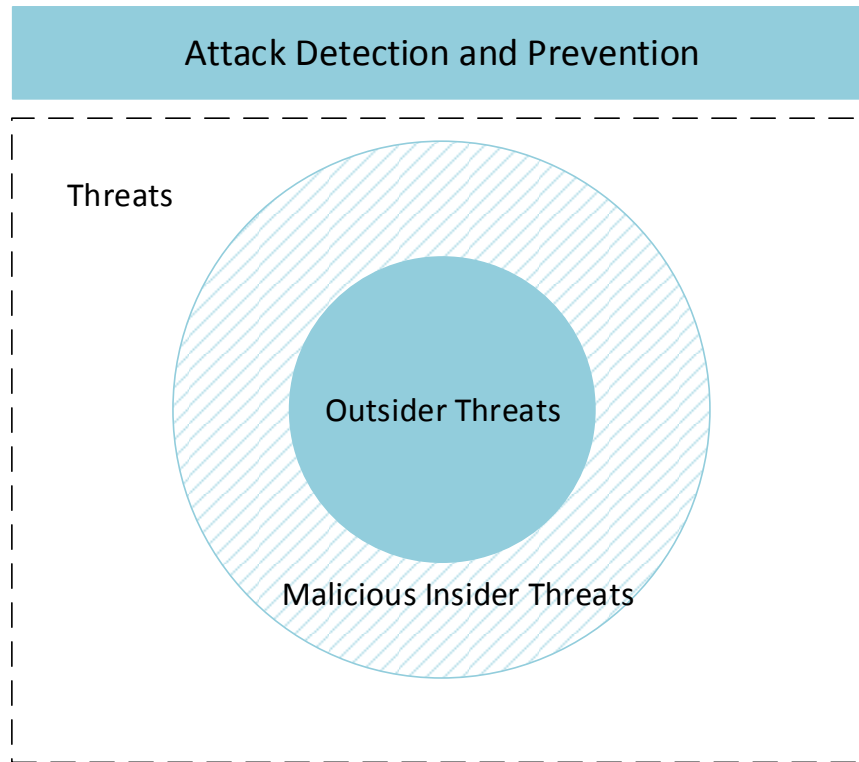 Attack Detection and Prevention
Threats
Outsider Threats
Malicious Insider Threats